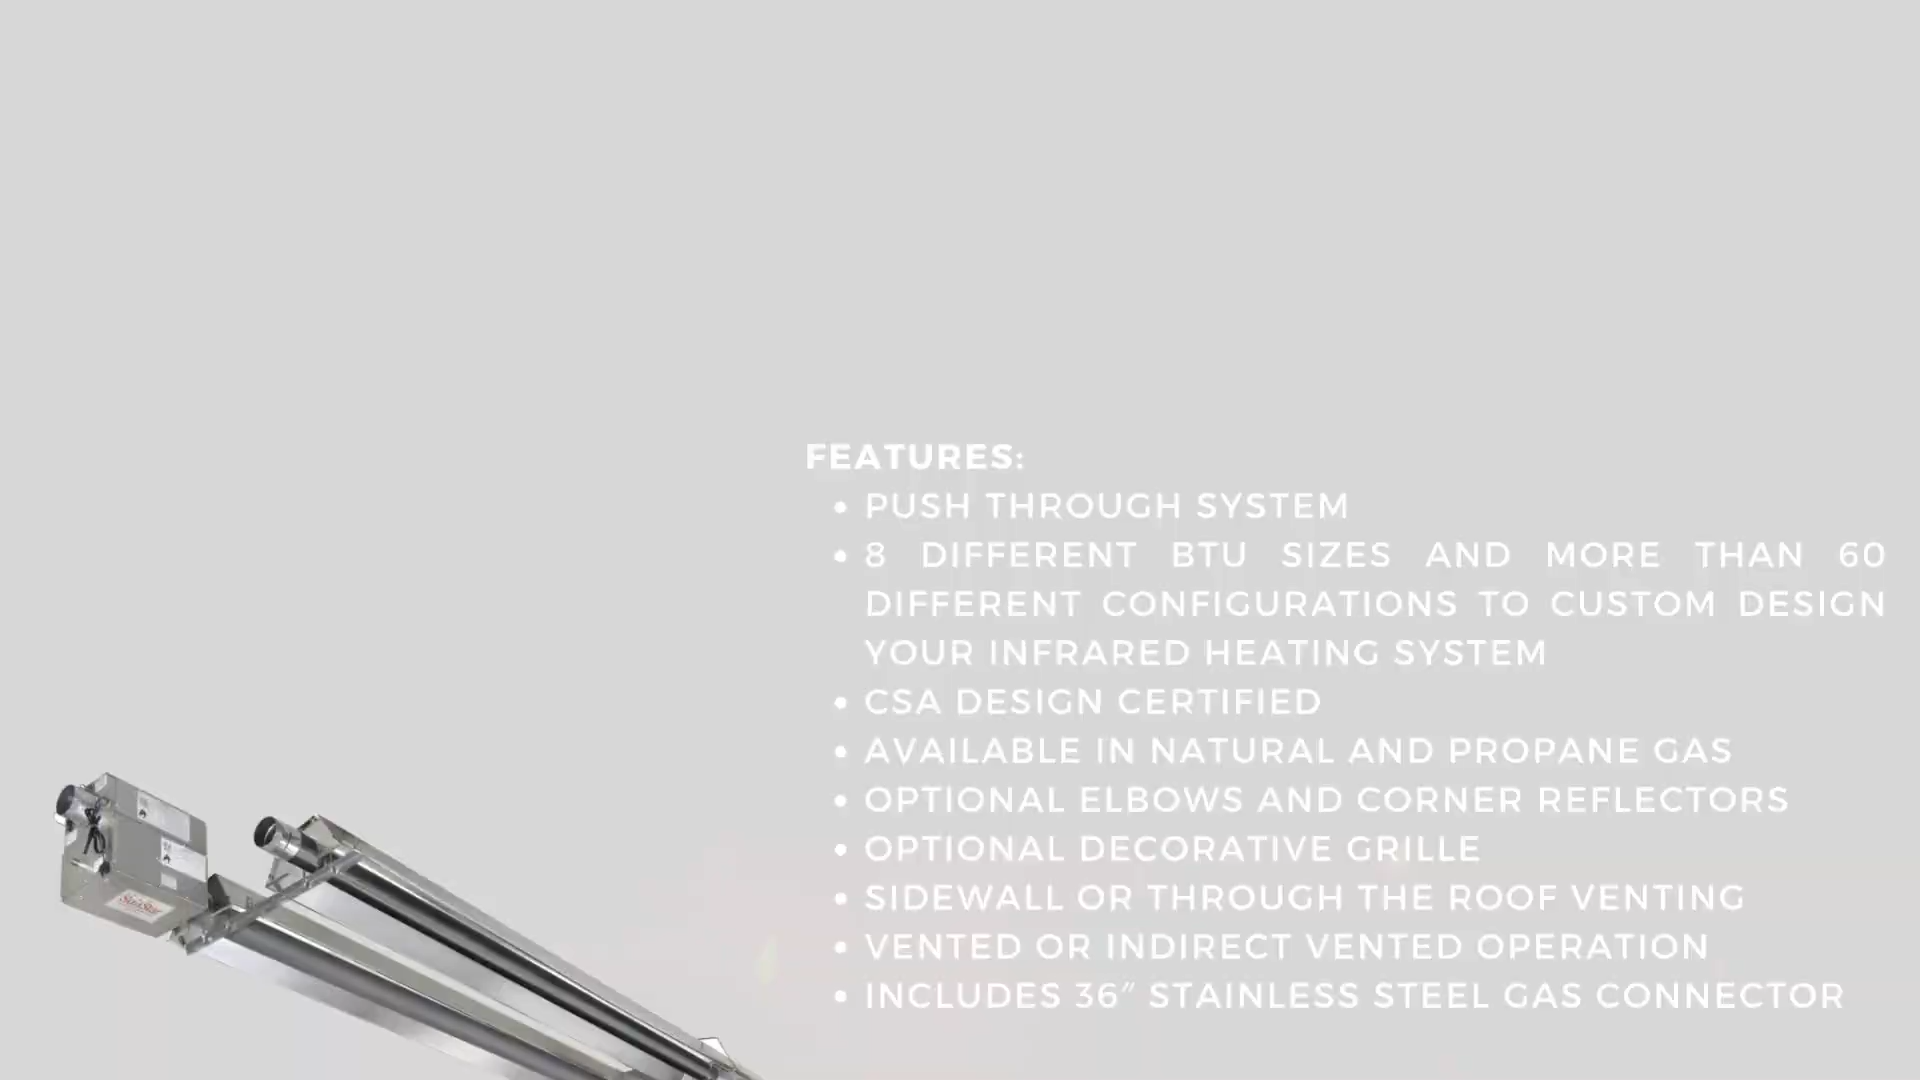 FEATURES:
• PUSH THROUGH SYSTEM
• 8 DIFFERENT BTU SIZES AND MORE THAN 60
DIFFERENT CONFIGURATIONS TO CUSTOM DESIGN
YOUR INFRARED HEATING SYSTEM
• CSA DESIGN CERTIFIED
• AVAILABLE IN NATURAL AND PROPANE GAS
• OPTIONAL ELBOWS AND CORNER REFLECTORS
• OPTIONAL DECORATIVE GRILLE
• SIDEWALL OR THROUGH THE ROOF VENTING
• VENTED OR INDIRECT VENTED OPERATION
• INCLUDES 36″ STAINLESS STEEL GAS CONNECTOR
SunStar